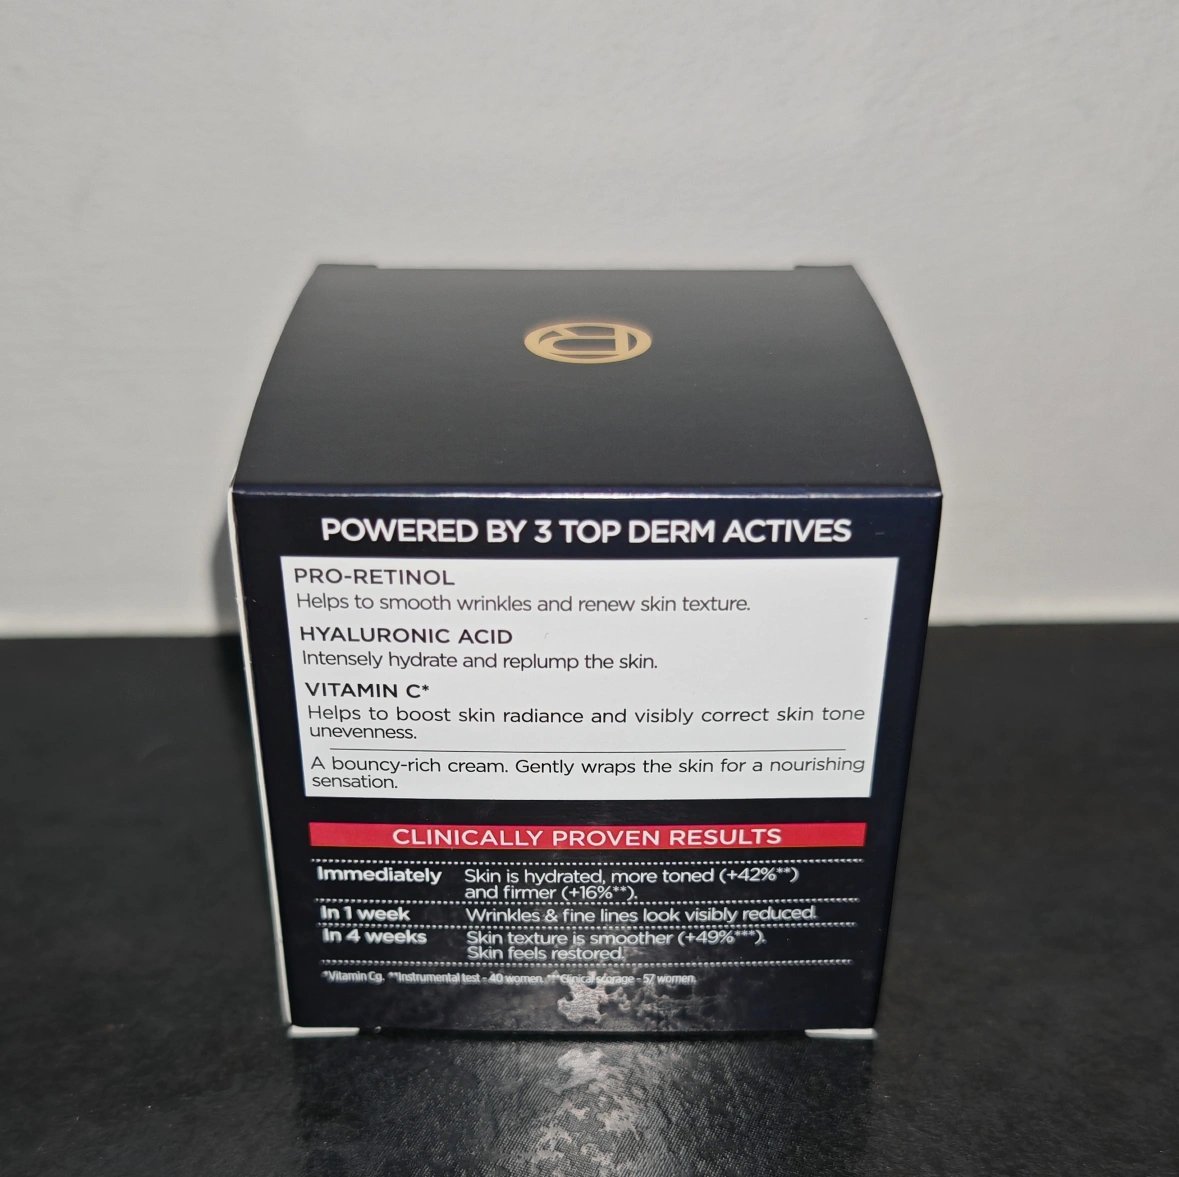 POWERED BY 3 TOP DERM ACTIVES
PRO-RETINOL
Helps to smooth wrinkles and renew skin texture.
HYALURONIC ACID
Intensely hydrate and replump the skin.
VITAMIN C*
Helps to boost skin radiance and visibly correct skin tone
unevenness.
A bouncy-rich cream. Gently wraps the skin for a nourishing
sensation.
CLINICALLY PROVEN RESULTS
Immediately Skin is hydrated, more toned (+42%**)
and firmer (+16%**).
In 1 week Wrinkles & fine lines look visibly reduced.
In 4 weeks Skin texture is smoother (+49%***).
Skin feels restored.
*Vitamin Cg. **Instrumental test - 40 women. ***Clinical scorage - 57 women.